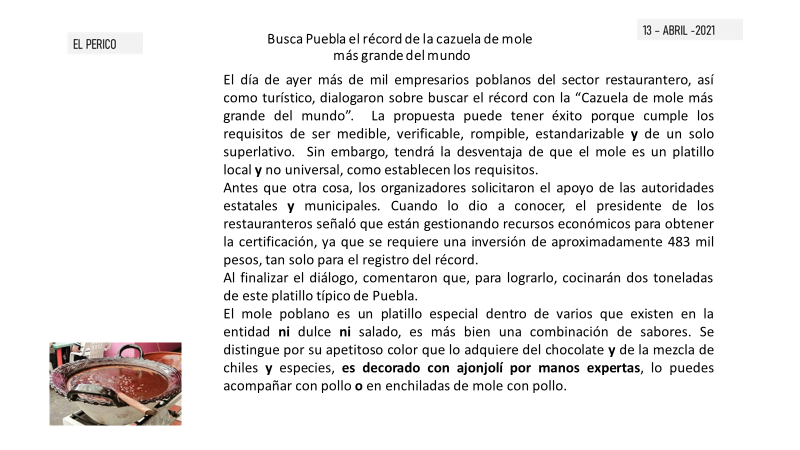 EL PERICO
13 – ABRIL -2021
Busca Puebla el récord de la cazuela de mole
más grande del mundo
El día de ayer más de mil empresarios poblanos del sector restaurantero, así
como turístico, dialogaron sobre buscar el récord con la “Cazuela de mole más
grande del mundo”. La propuesta puede tener éxito porque cumple los
requisitos de ser medible, verificable, rompible, estandarizable y de un solo
superlativo. Sin embargo, tendrá la desventaja de que el mole es un platillo
local y no universal, como establecen los requisitos.
Antes que otra cosa, los organizadores solicitaron el apoyo de las autoridades
estatales y municipales. Cuando lo dio a conocer, el presidente de los
restauranteros señaló que están gestionando recursos económicos para obtener
la certificación, ya que se requiere una inversión de aproximadamente 483 mil
pesos, tan solo para el registro del récord.
Al finalizar el diálogo, comentaron que, para lograrlo, cocinarán dos toneladas
de este platillo típico de Puebla.
El mole poblano es un platillo especial dentro de varios que existen en la
entidad ni dulce ni salado, es más bien una combinación de sabores. Se
distingue por su apetitoso color que lo adquiere del chocolate y de la mezcla de
chiles y especies, es decorado con ajonjolí por manos expertas, lo puedes
acompañar con pollo o en enchiladas de mole con pollo.